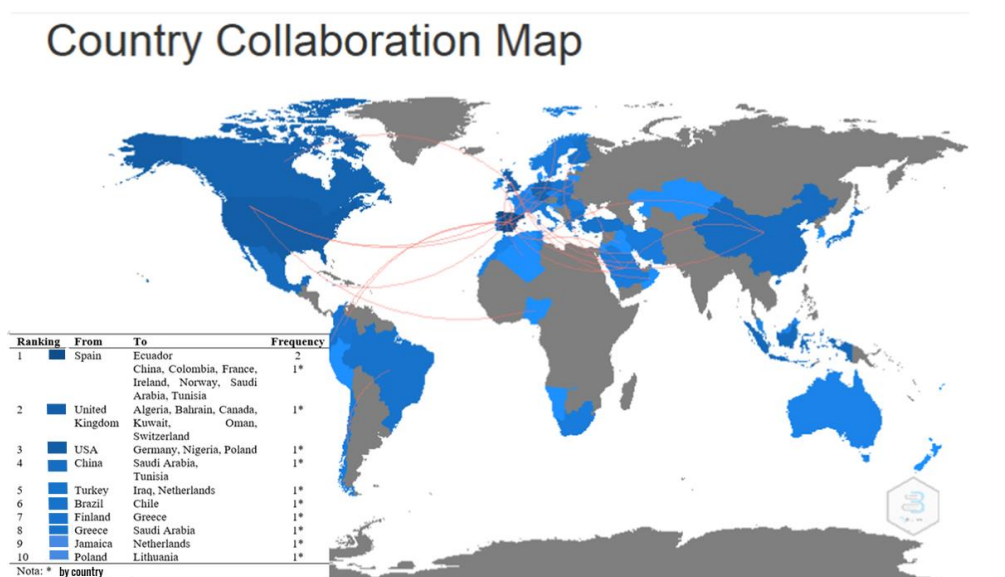 Country Collaboration Map
Ranking From To Frequency
1 Spain Ecuador 2
China, Colombia, France, 1*
Ireland, Norway, Saudi
Arabia, Tunisia
2 United Algeria, Bahrain, Canada, 1*
Kingdom Kuwait, Oman,
Switzerland
3 USA Germany, Nigeria, Poland 1*
4 China Saudi Arabia, 1*
Tunisia
5 Turkey Iraq, Netherlands 1*
6 Brazil Chile 1*
7 Finland Greece 1*
8 Greece Saudi Arabia 1*
9 Jamaica Netherlands 1*
10 Poland Lithuania 1*
Nota: * by country